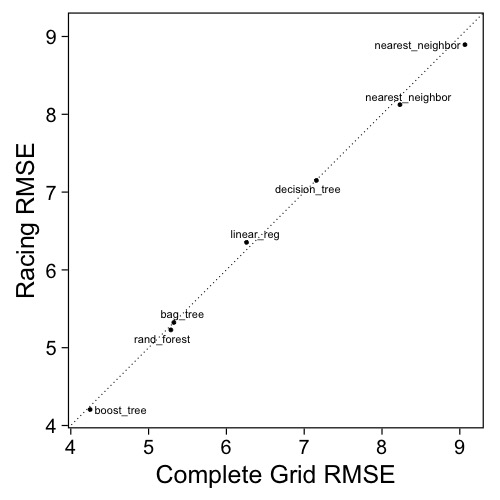 Racing RMSE
9
8
7
6
5
4
nearest_neighbor
nearest_neighbor
decision_tree
linear_reg
bag_tree
rand_forest
boost_tree
4 5 6 7 8 9
Complete Grid RMSE